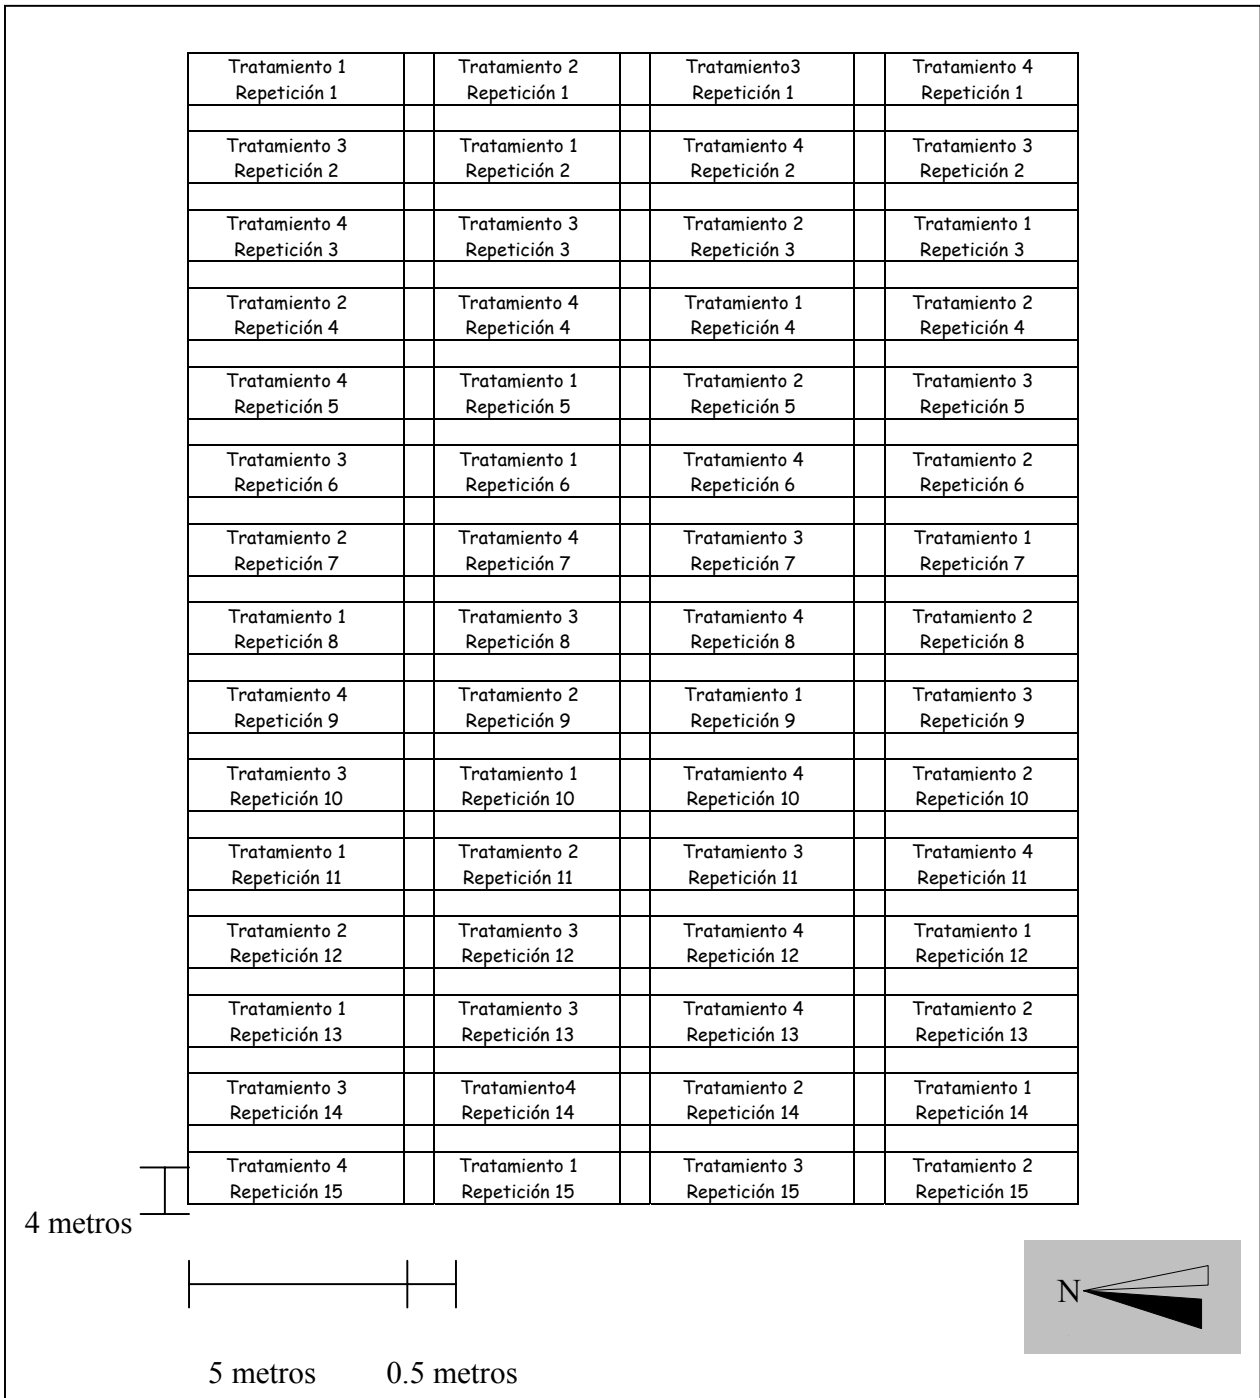 Tratamiento 1 Tratamiento 2 Tratamiento3 Tratamiento 4
Repetición 1 Repetición 1 Repetición 1 Repetición 1
Tratamiento 3 Tratamiento 1 Tratamiento 4 Tratamiento 3
Repetición 2 Repetición 2 Repetición 2 Repetición 2
Tratamiento 4 Tratamiento 3 Tratamiento 2 Tratamiento 1
Repetición 3 Repetición 3 Repetición 3 Repetición 3
Tratamiento 2 Tratamiento 4 Tratamiento 1 Tratamiento 2
Repetición 4 Repetición 4 Repetición 4 Repetición 4
Tratamiento 4 Tratamiento 1 Tratamiento 2 Tratamiento 3
Repetición 5 Repetición 5 Repetición 5 Repetición 5
Tratamiento 3 Tratamiento 1 Tratamiento 4 Tratamiento 2
Repetición 6 Repetición 6 Repetición 6 Repetición 6
Tratamiento 2 Tratamiento 4 Tratamiento 3 Tratamiento 1
Repetición 7 Repetición 7 Repetición 7 Repetición 7
Tratamiento 1 Tratamiento 3 Tratamiento 4 Tratamiento 2
Repetición 8 Repetición 8 Repetición 8 Repetición 8
Tratamiento 4 Tratamiento 2 Tratamiento 1 Tratamiento 3
Repetición 9 Repetición 9 Repetición 9 Repetición 9
Tratamiento 3 Tratamiento 1 Tratamiento 4 Tratamiento 2
Repetición 10 Repetición 10 Repetición 10 Repetición 10
Tratamiento 1 Tratamiento 2 Tratamiento 3 Tratamiento 4
Repetición 11 Repetición 11 Repetición 11 Repetición 11
Tratamiento 2 Tratamiento 3 Tratamiento 4 Tratamiento 1
Repetición 12 Repetición 12 Repetición 12 Repetición 12
Tratamiento 1 Tratamiento 3 Tratamiento 4 Tratamiento 2
Repetición 13 Repetición 13 Repetición 13 Repetición 13
Tratamiento 3 Tratamiento4 Tratamiento 2 Tratamiento 1
Repetición 14 Repetición 14 Repetición 14 Repetición 14
Tratamiento 4 Tratamiento 1 Tratamiento 3 Tratamiento 2
Repetición 15 Repetición 15 Repetición 15 Repetición 15
4 metros
N
5 metros 0.5 metros